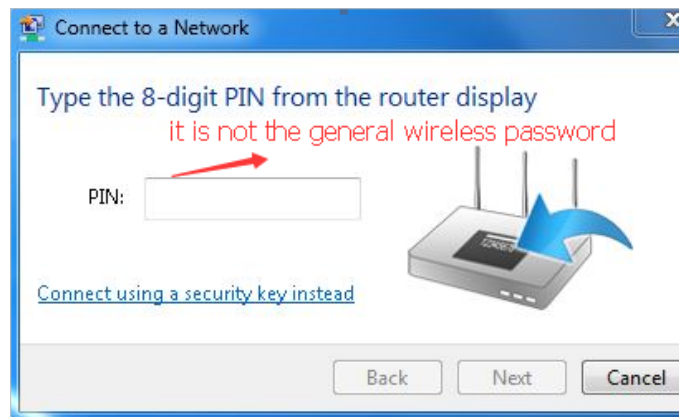 Connect to a Network
X
Type the 8-digit PIN from the router display
it is not the general wireless password
PIN:
Connect using a security key instead
Back Next Cancel